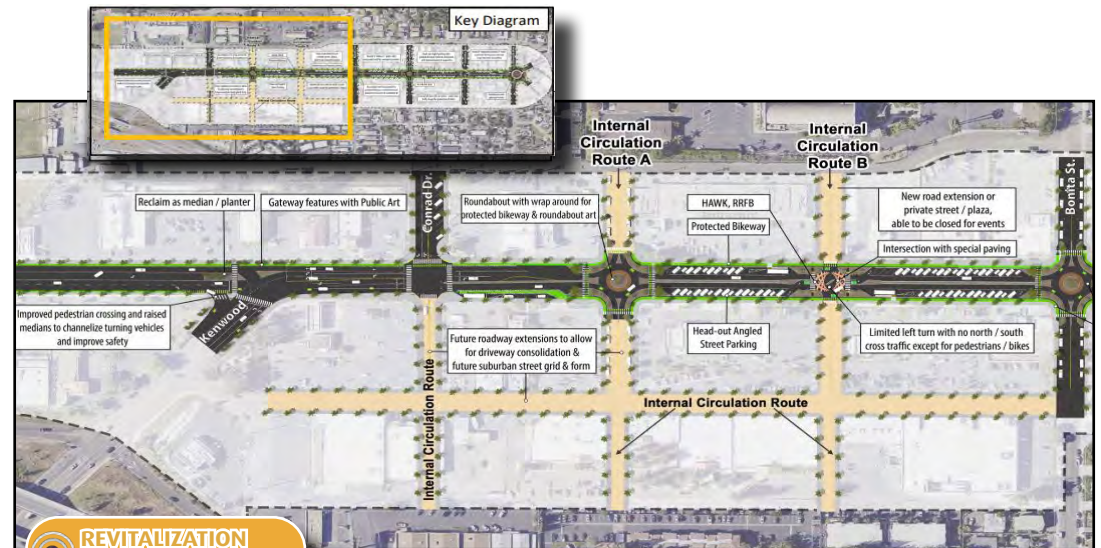 Key Diagram
Internal
Circulation
Route A
Internal
Circulation
Route B
Conrad Dr.
Bonita St.
Reclaim as median / planter
Gateway features with Public Art
Roundabout with wrap around for
protected bikeway & roundabout art
HAWK, RRFB
Protected Bikeway
New road extension or
private street / plaza,
able to be closed for events
Intersection with special paving
Improved pedestrian crossing and raised
medians to channelize turning vehicles
and improve safety
Kenwood
Future roadway extensions to allow
for driveway consolidation &
future suburban street grid & form
Head-out Angled
Street Parking
Limited left turn with no north / south
cross traffic except for pedestrians / bikes
Internal Circulation Route
Internal Circulation Route
REVITALIZATION